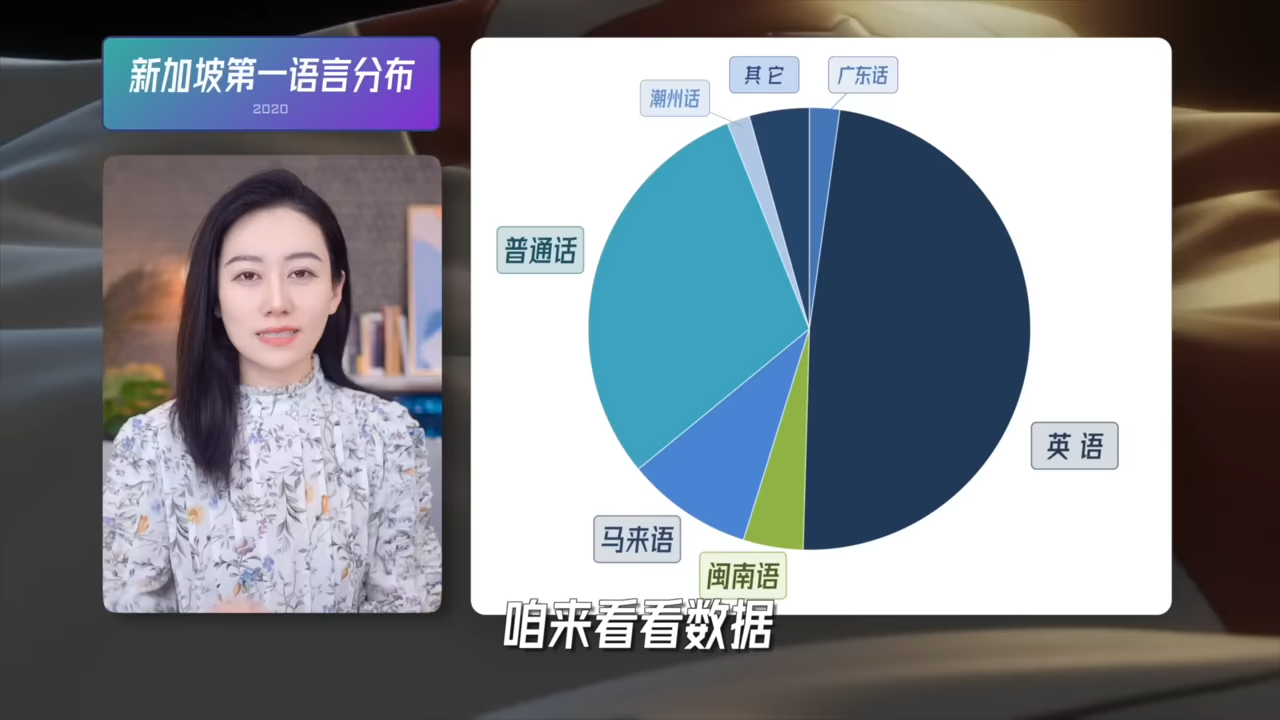 新加坡第一语言分布
2020
其它
广东话
潮州话
普通话
英语
马来语
闽南语
咱来看看数据